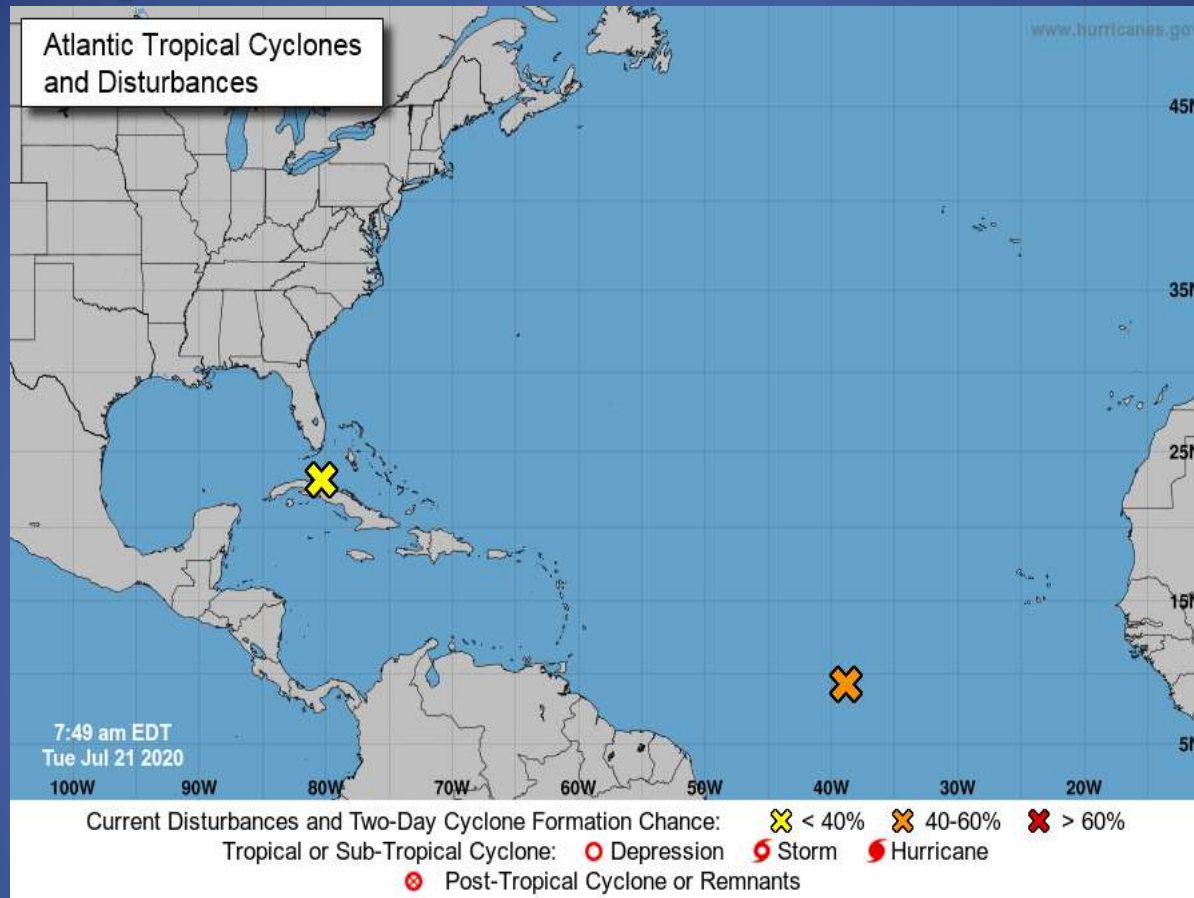 Atlantic Tropical Cyclones
and Disturbances
www.hurricanes.gov
45N
35N
25N
15N
5N
7:49 am EDT
Tue Jul 21 2020
100W 90W 80W 70W 60W 50W 40W 30W 20W
Current Disturbances and Two-Day Cyclone Formation Chance: < 40% 40-60% > 60%
Tropical or Sub-Tropical Cyclone: Depression Storm Hurricane
Post-Tropical Cyclone or Remnants